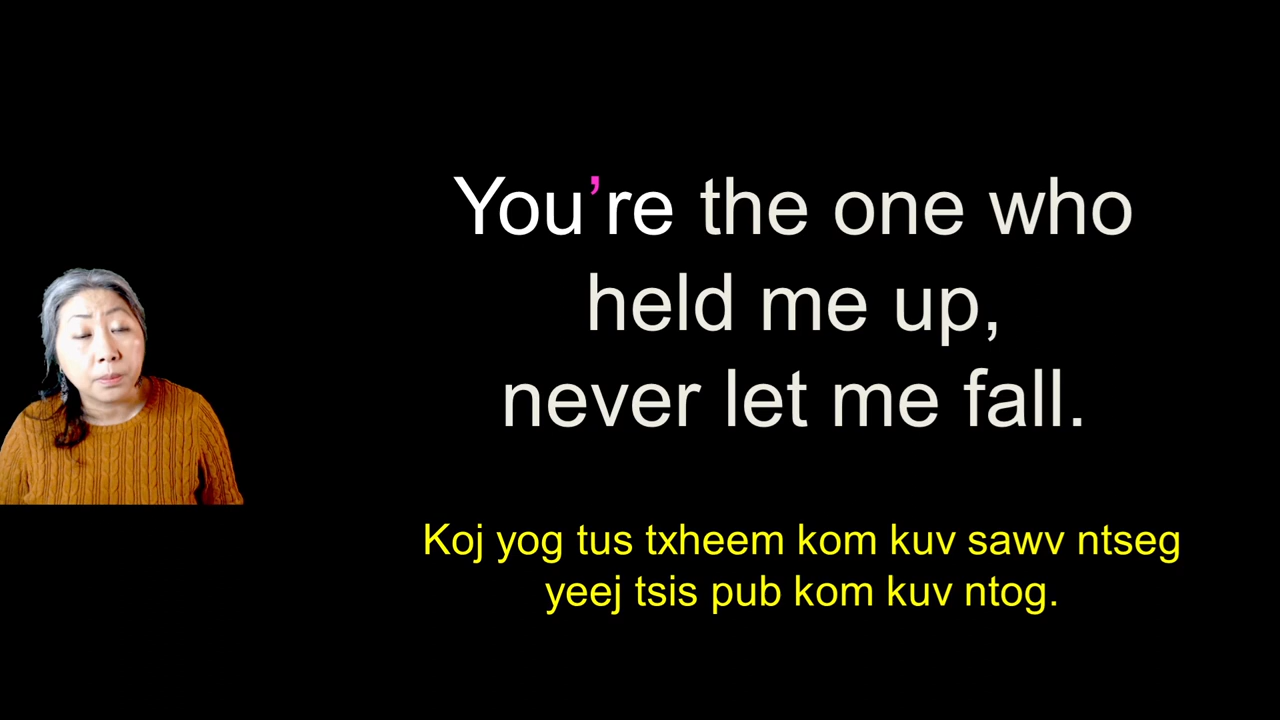 You’re the one who
held me up,
never let me fall.
Koj yog tus txheem kom kuv sawv ntseg
yeej tsis pub kom kuv ntog.